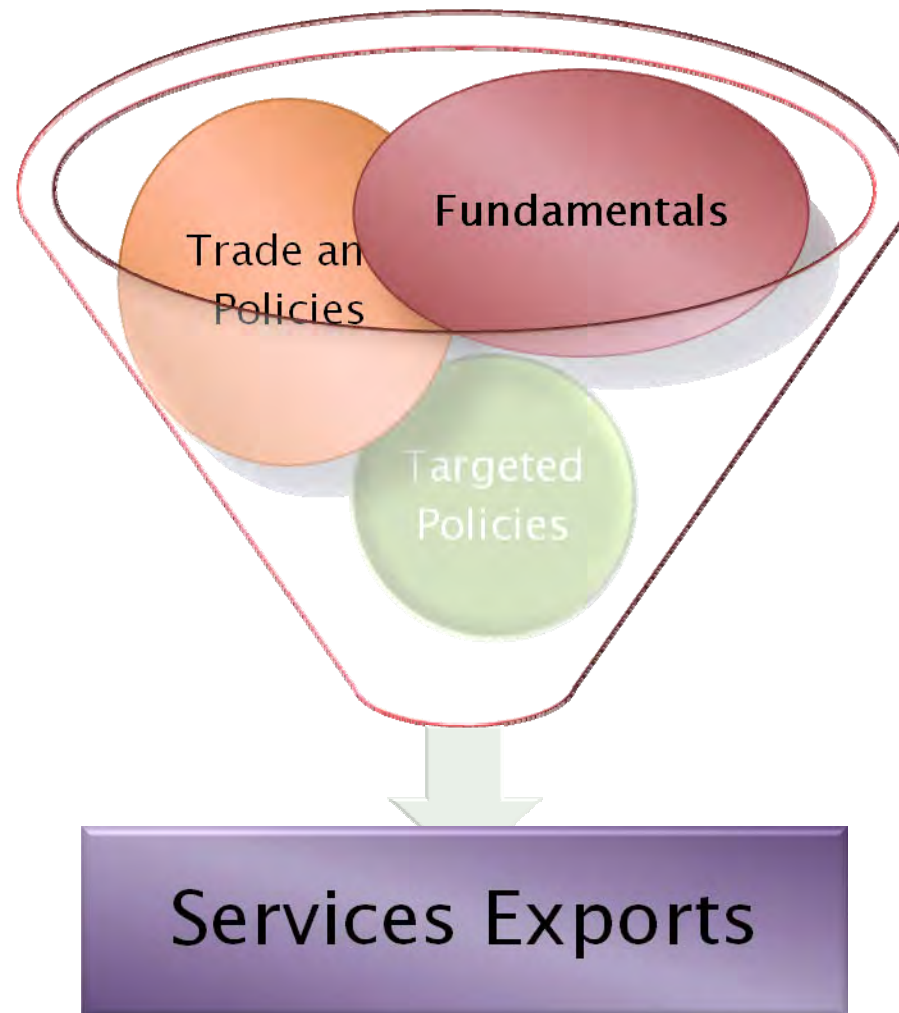 Fundamentals
Trade an
Policies
Targeted
Policies
Services Exports